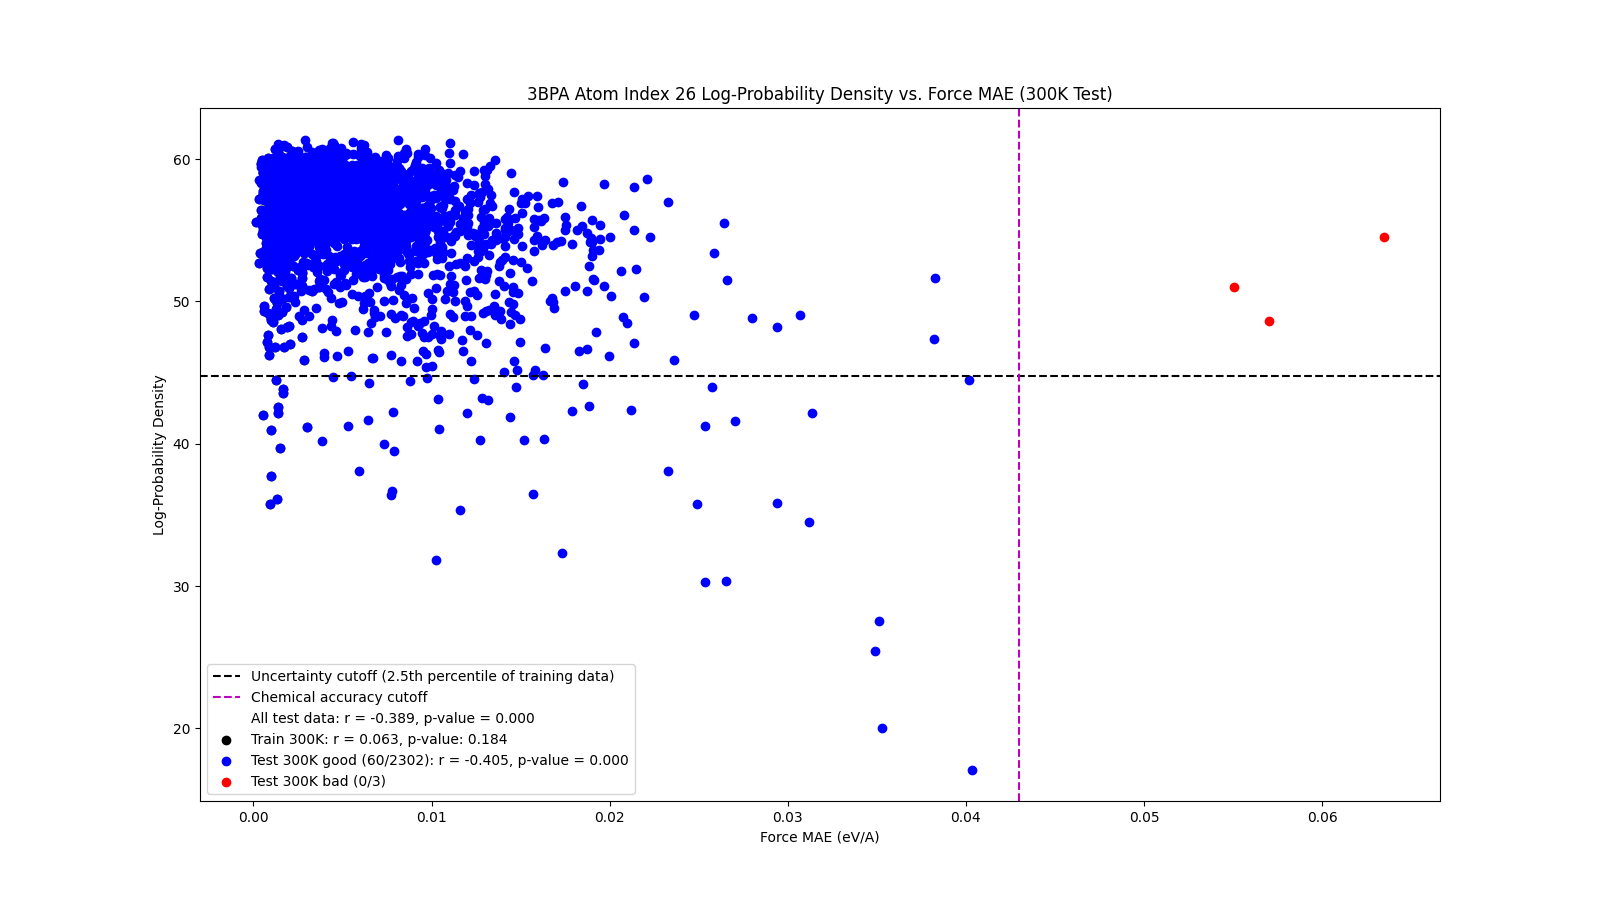 3BPA Atom Index 26 Log-Probability Density vs. Force MAE (300K Test)
Log-Probability Density
60
50
40
30
20
Uncertainty cutoff (2.5th percentile of training data)
Chemical accuracy cutoff
All test data: r = -0.389, p-value = 0.000
Train 300K: r = 0.063, p-value: 0.184
Test 300K good (60/2302): r = -0.405, p-value = 0.000
Test 300K bad (0/3)
0.00 0.01 0.02 0.03 0.04 0.05 0.06
Force MAE (eV/A)